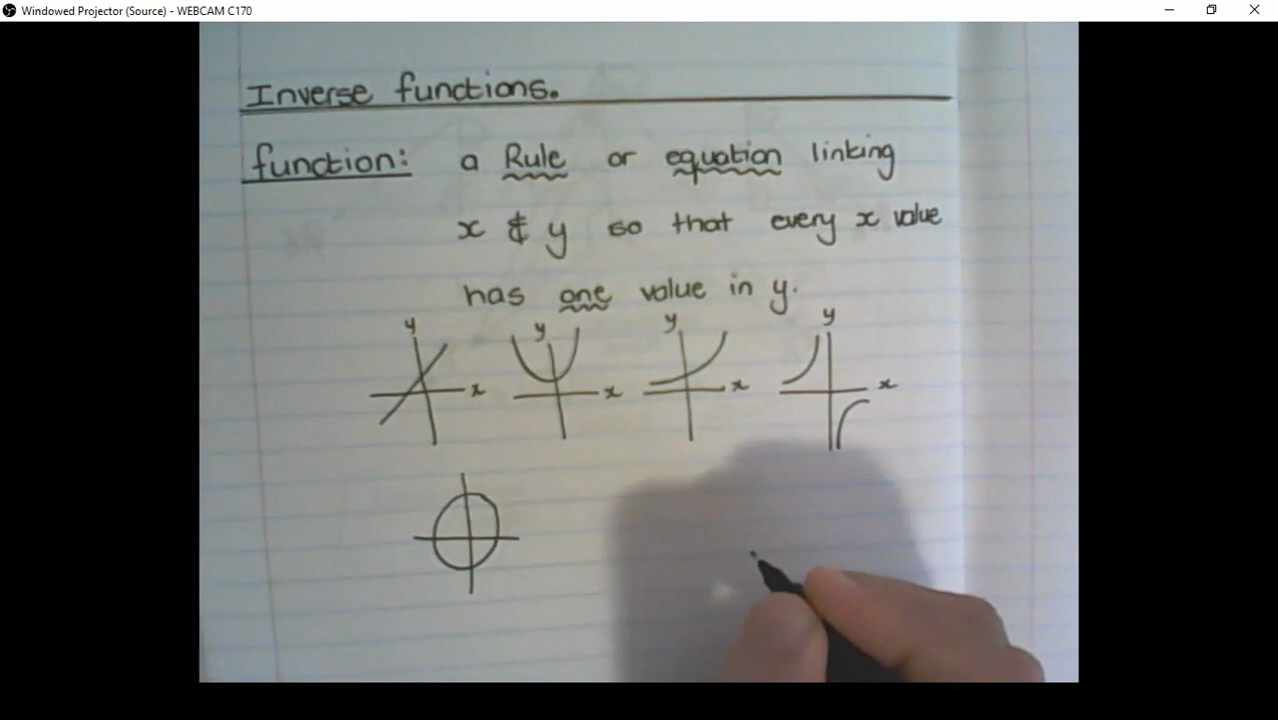 Windowed Projector (Source) - WEBCAM C170
Inverse functions.
function: a Rule or equation linking
x & y so that every x value
has one value in y.
y y y y
x x x x